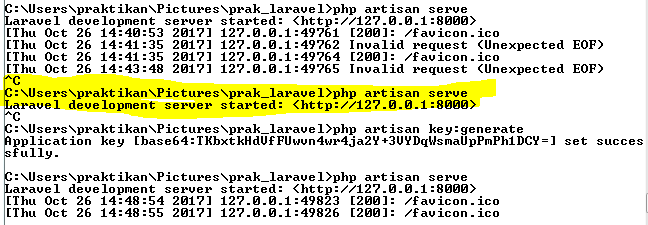 C:\Users\praktikan\Pictures\prak_laravel>php artisan serve
Laravel development server started: <http://127.0.0.1:8000>
[Thu Oct 26 14:40:53 2017] 127.0.0.1:49761 [200]: /favicon.ico
[Thu Oct 26 14:41:35 2017] 127.0.0.1:49762 Invalid request (Unexpected EOF)
[Thu Oct 26 14:41:35 2017] 127.0.0.1:49764 [200]: /favicon.ico
[Thu Oct 26 14:43:48 2017] 127.0.0.1:49765 Invalid request (Unexpected EOF)
^C
C:\Users\praktikan\Pictures\prak_laravel>php artisan serve
Laravel development server started: <http://127.0.0.1:8000>
^C
C:\Users\praktikan\Pictures\prak_laravel>php artisan key:generate
Application key [base64:TKbxtkHdVfFUwvn4wr4ja2Y+3VYDqWsmaUpPmPh1DCY=] set succes
sfully.
C:\Users\praktikan\Pictures\prak_laravel>php artisan serve
Laravel development server started: <http://127.0.0.1:8000>
[Thu Oct 26 14:48:54 2017] 127.0.0.1:49823 [200]: /favicon.ico
[Thu Oct 26 14:48:55 2017] 127.0.0.1:49826 [200]: /favicon.ico